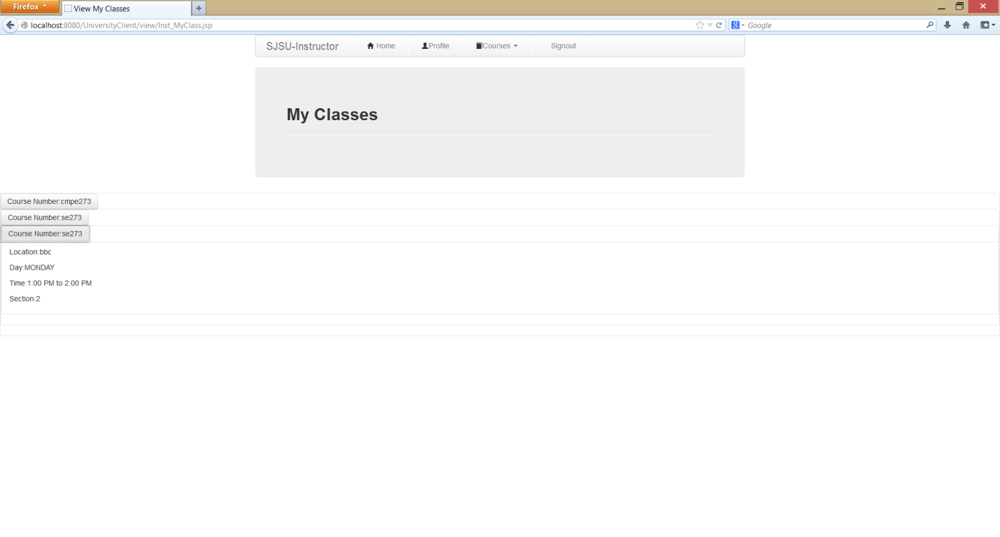 Firefox
View My Classes
localhost:8080/UniversityClient/view/Inst_MyClass.jsp
Google
SJSU-Instructor Home Profile Courses Signout
My Classes
Course Number:cmpe273
Course Number:se273
Course Number:se273
Location:bbc
Day:MONDAY
Time:1:00 PM to 2:00 PM
Section:2